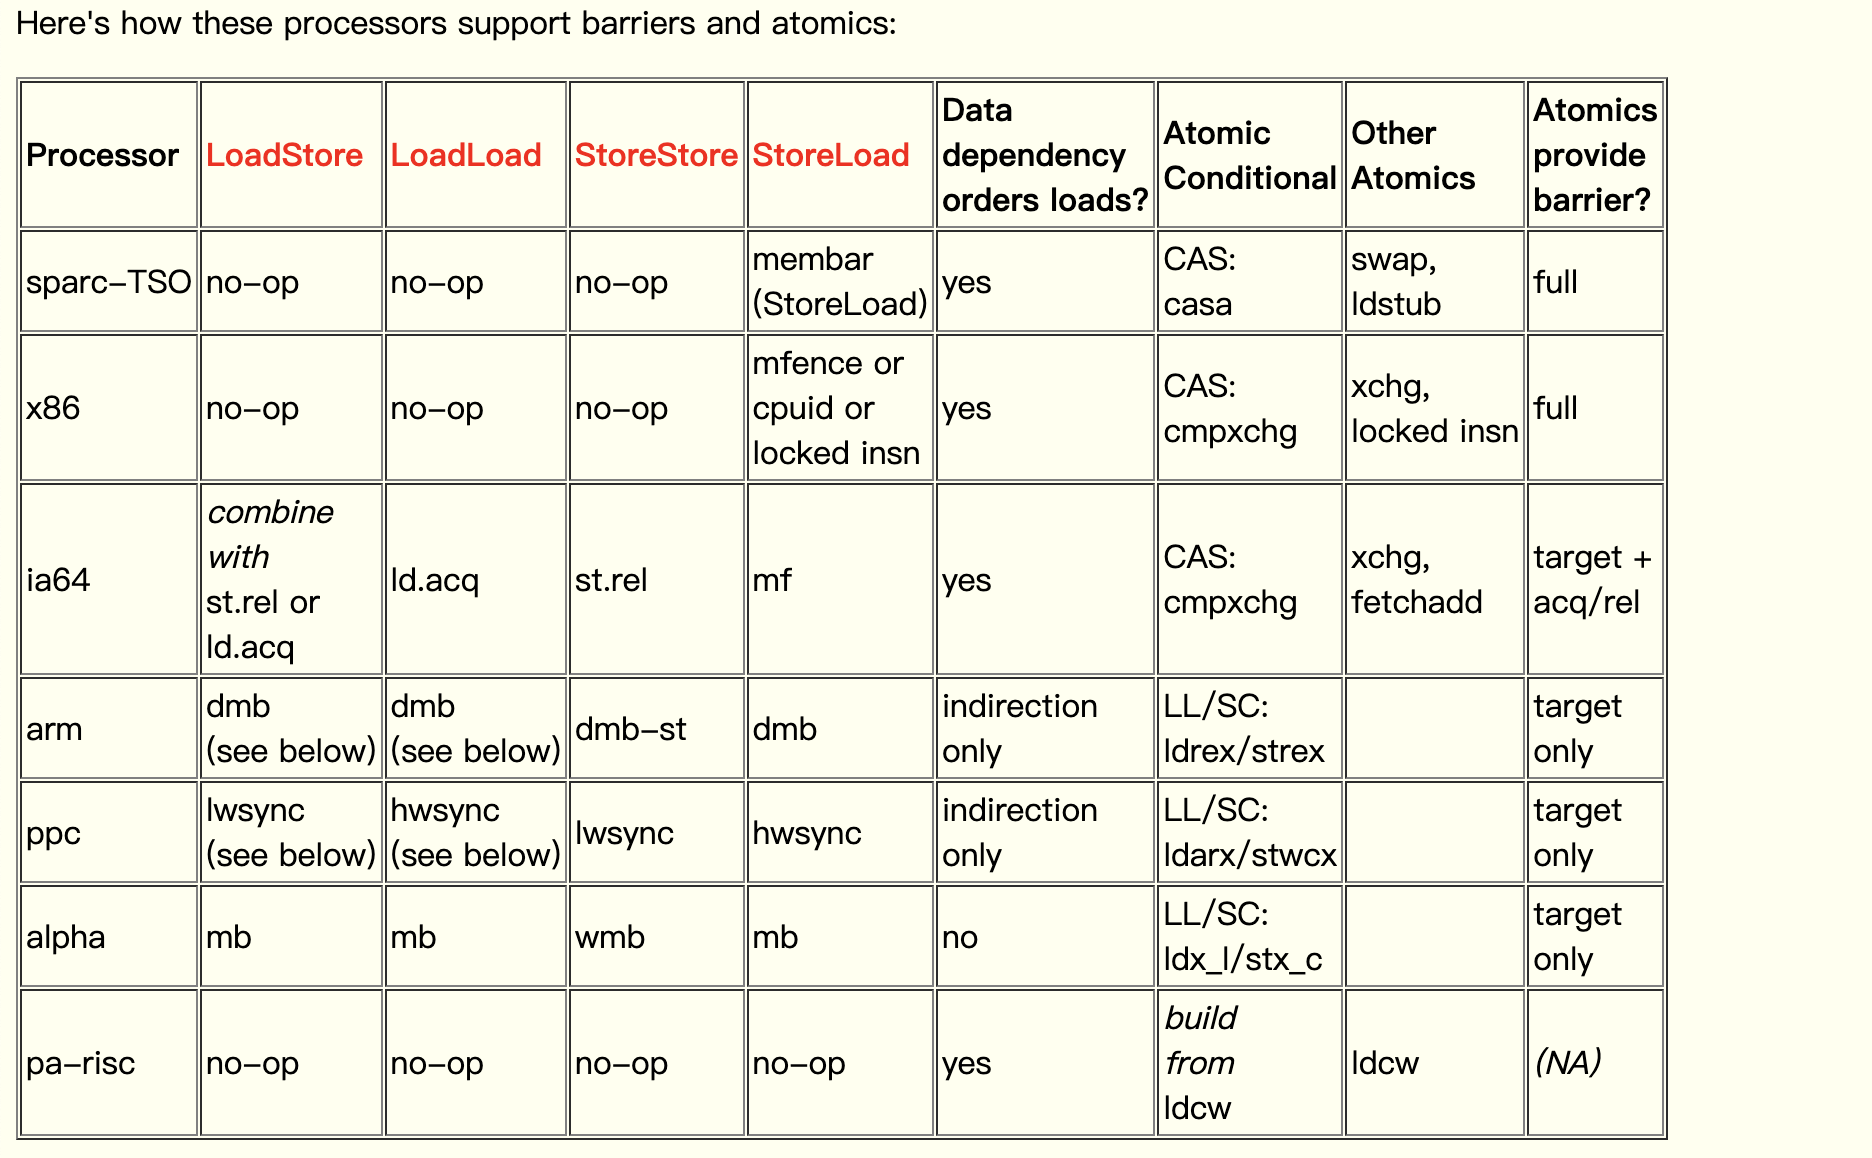 Here's how these processors support barriers and atomics:
Processor
LoadStore
LoadLoad
StoreStore
StoreLoad
Data
dependency
orders loads?
Atomic
Conditional
Other
Atomics
Atomics
provide
barrier?
sparc–TSO
no–op
no–op
no–op
membar
(StoreLoad)
yes
CAS:
casa
swap,
ldstub
full
x86
no–op
no–op
no–op
mfence or
cpuid or
locked insn
yes
CAS:
cmpxchg
xchg,
locked insn
full
ia64
combine
with
st.rel or
ld.acq
ld.acq
st.rel
mf
yes
CAS:
cmpxchg
xchg,
fetchadd
target +
acq/rel
arm
dmb
(see below)
dmb
(see below)
dmb–st
dmb
indirection
only
LL/SC:
ldrex/strex
target
only
ppc
lwsync
(see below)
hwsync
(see below)
lwsync
hwsync
indirection
only
LL/SC:
ldarx/stwcx
target
only
alpha
mb
mb
wmb
mb
no
LL/SC:
ldx_l/stx_c
target
only
pa–risc
no–op
no–op
no–op
no–op
yes
build
from
ldcw
ldcw
(NA)